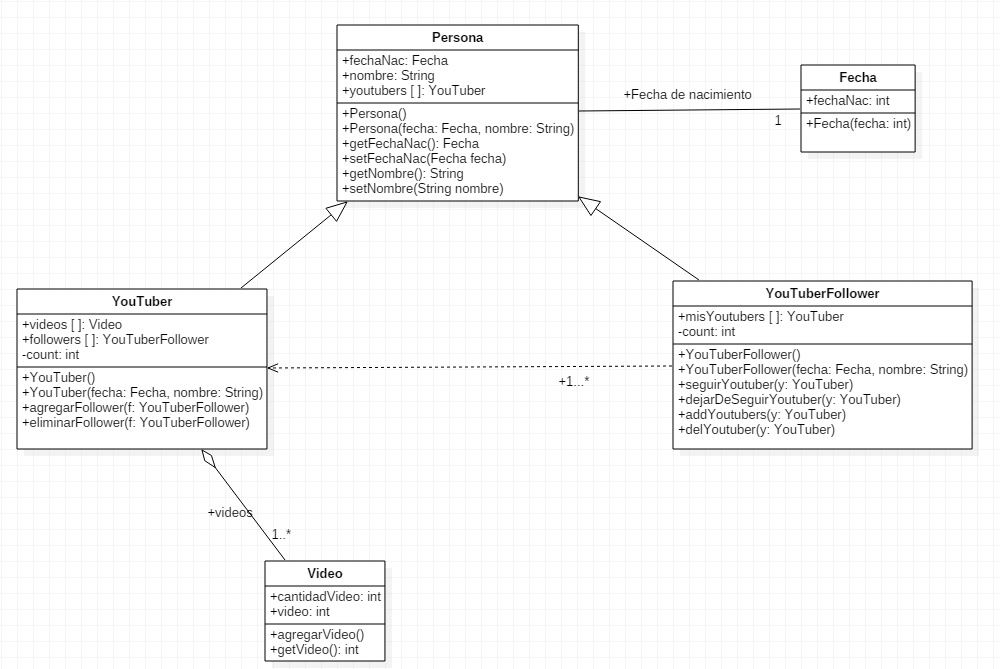 Persona
+fechaNac: Fecha
+nombre: String
+youtubers [ ]: YouTuber
+Persona()
+Persona(fecha: Fecha, nombre: String)
+getFechaNac(): Fecha
+setFechaNac(Fecha fecha)
+getNombre(): String
+setNombre(String nombre)
+Fecha de nacimiento
1
Fecha
+fechaNac: int
+Fecha(fecha: int)
YouTuber
+videos [ ]: Video
+followers [ ]: YouTuberFollower
-count: int
+YouTuber()
+YouTuber(fecha: Fecha, nombre: String)
+agregarFollower(f: YouTuberFollower)
+eliminarFollower(f: YouTuberFollower)
+1...*
YouTuberFollower
+misYoutubers [ ]: YouTuber
-count: int
+YouTuberFollower()
+YouTuberFollower(fecha: Fecha, nombre: String)
+seguirYoutuber(y: YouTuber)
+dejarDeSeguirYoutuber(y: YouTuber)
+addYoutubers(y: YouTuber)
+delYoutuber(y: YouTuber)
+videos
1..*
Video
+cantidadVideo: int
+video: int
+agregarVideo()
+getVideo(): int